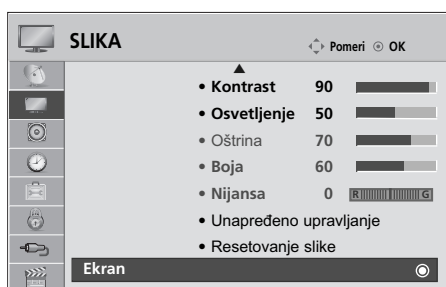 SLIKA
Pomeri OK
• Kontrast 90
• Osvetljenje 50
• Oštrina 70
• Boja 60
• Nijansa 0 R G
• Unapređeno upravljanje
• Resetovanje slike
Ekran